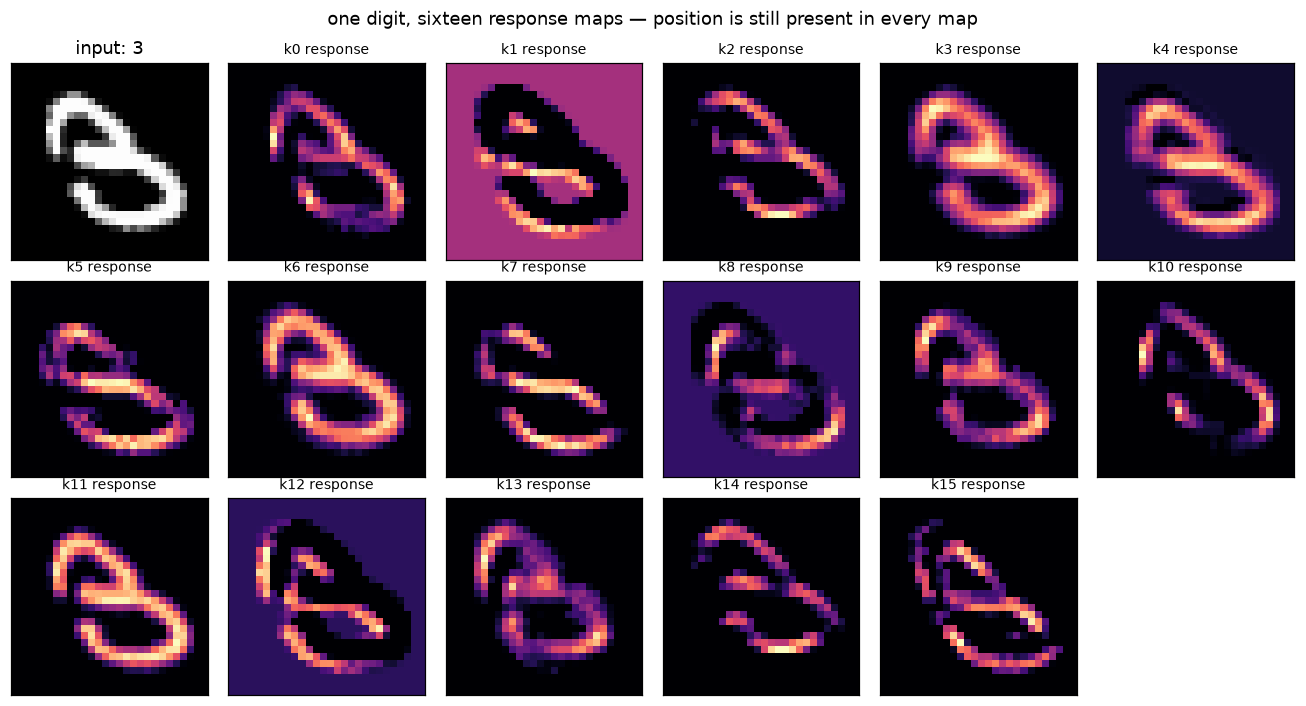 one digit, sixteen response maps — position is still present in every map
input: 3
k0 response
k1 response
k2 response
k3 response
k4 response
k5 response
k6 response
k7 response
k8 response
k9 response
k10 response
k11 response
k12 response
k13 response
k14 response
k15 response